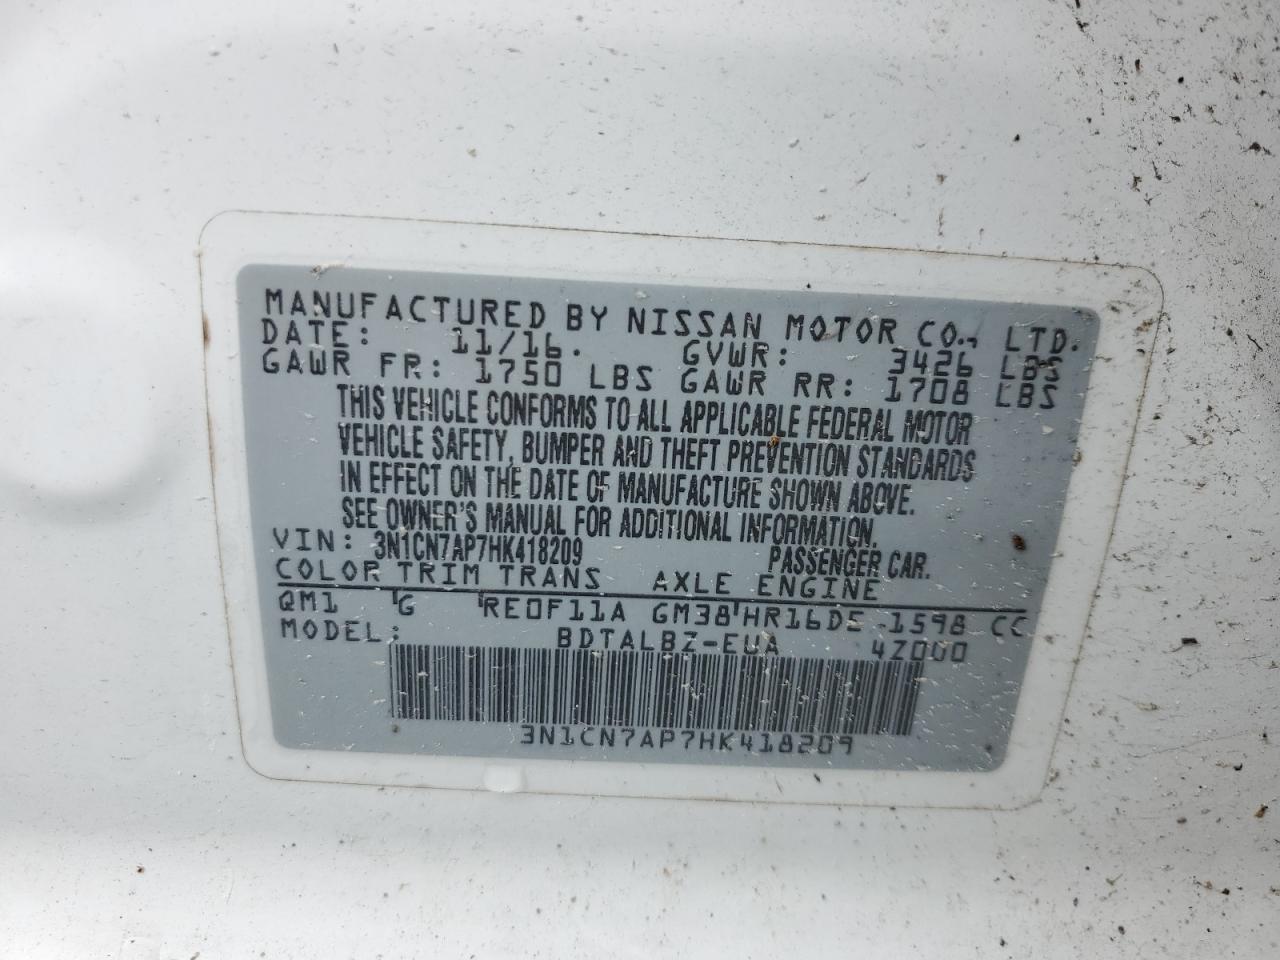 MANUFACTURED BY NISSAN MOTOR CO., LTD.
DATE: 11/16. GVWR: 3426 LBS
GAWR FR: 1750 LBS GAWR RR: 1708 LBS
THIS VEHICLE CONFORMS TO ALL APPLICABLE FEDERAL MOTOR
VEHICLE SAFETY, BUMPER AND THEFT PREVENTION STANDARDS
IN EFFECT ON THE DATE OF MANUFACTURE SHOWN ABOVE.
SEE OWNER'S MANUAL FOR ADDITIONAL INFORMATION.
VIN: 3N1CN7AP7HK418209 PASSENGER CAR.
COLOR TRIM TRANS AXLE ENGINE
QM1 G RE0F11A GM38 HR16DE 1598 CC
MODEL: BDTALBZ-EUA 4Z000
3N1CN7AP7HK418209